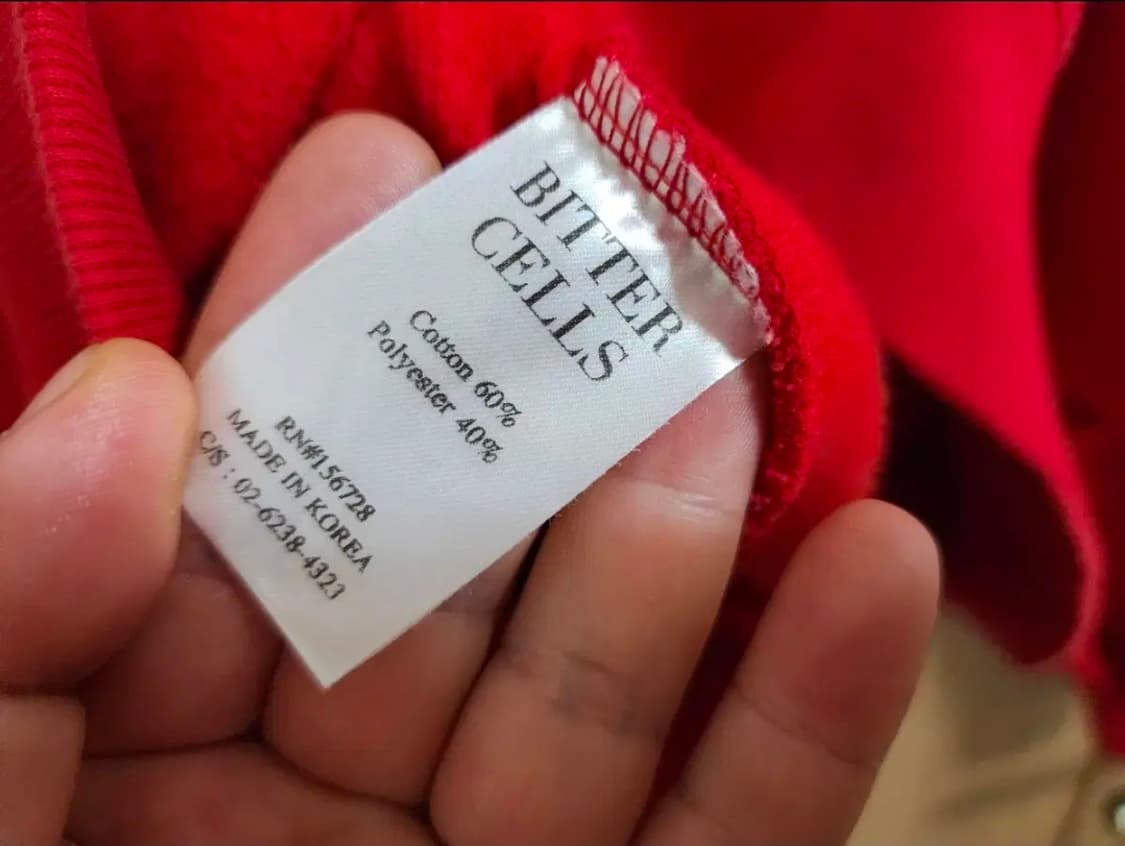 BITTER
CELLS
Cotton 60%
Polyester 40%
RN#156728
MADE IN KOREA
C/S : 02-6238-4323